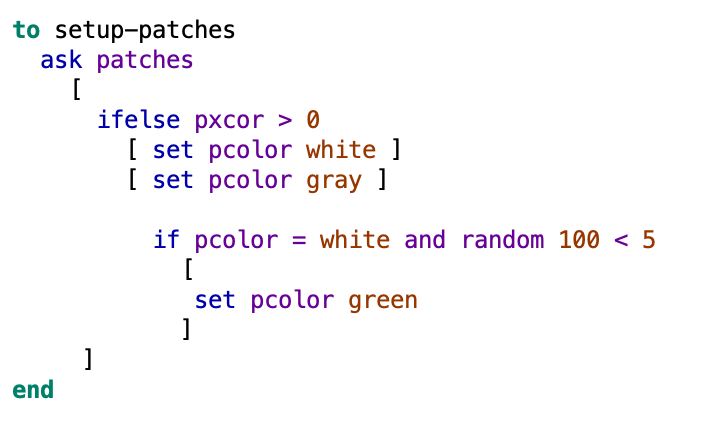 to setup-patches
ask patches
[
ifelse pxcor > 0
[ set pcolor white ]
[ set pcolor gray ]
if pcolor = white and random 100 < 5
[
set pcolor green
]
]
end